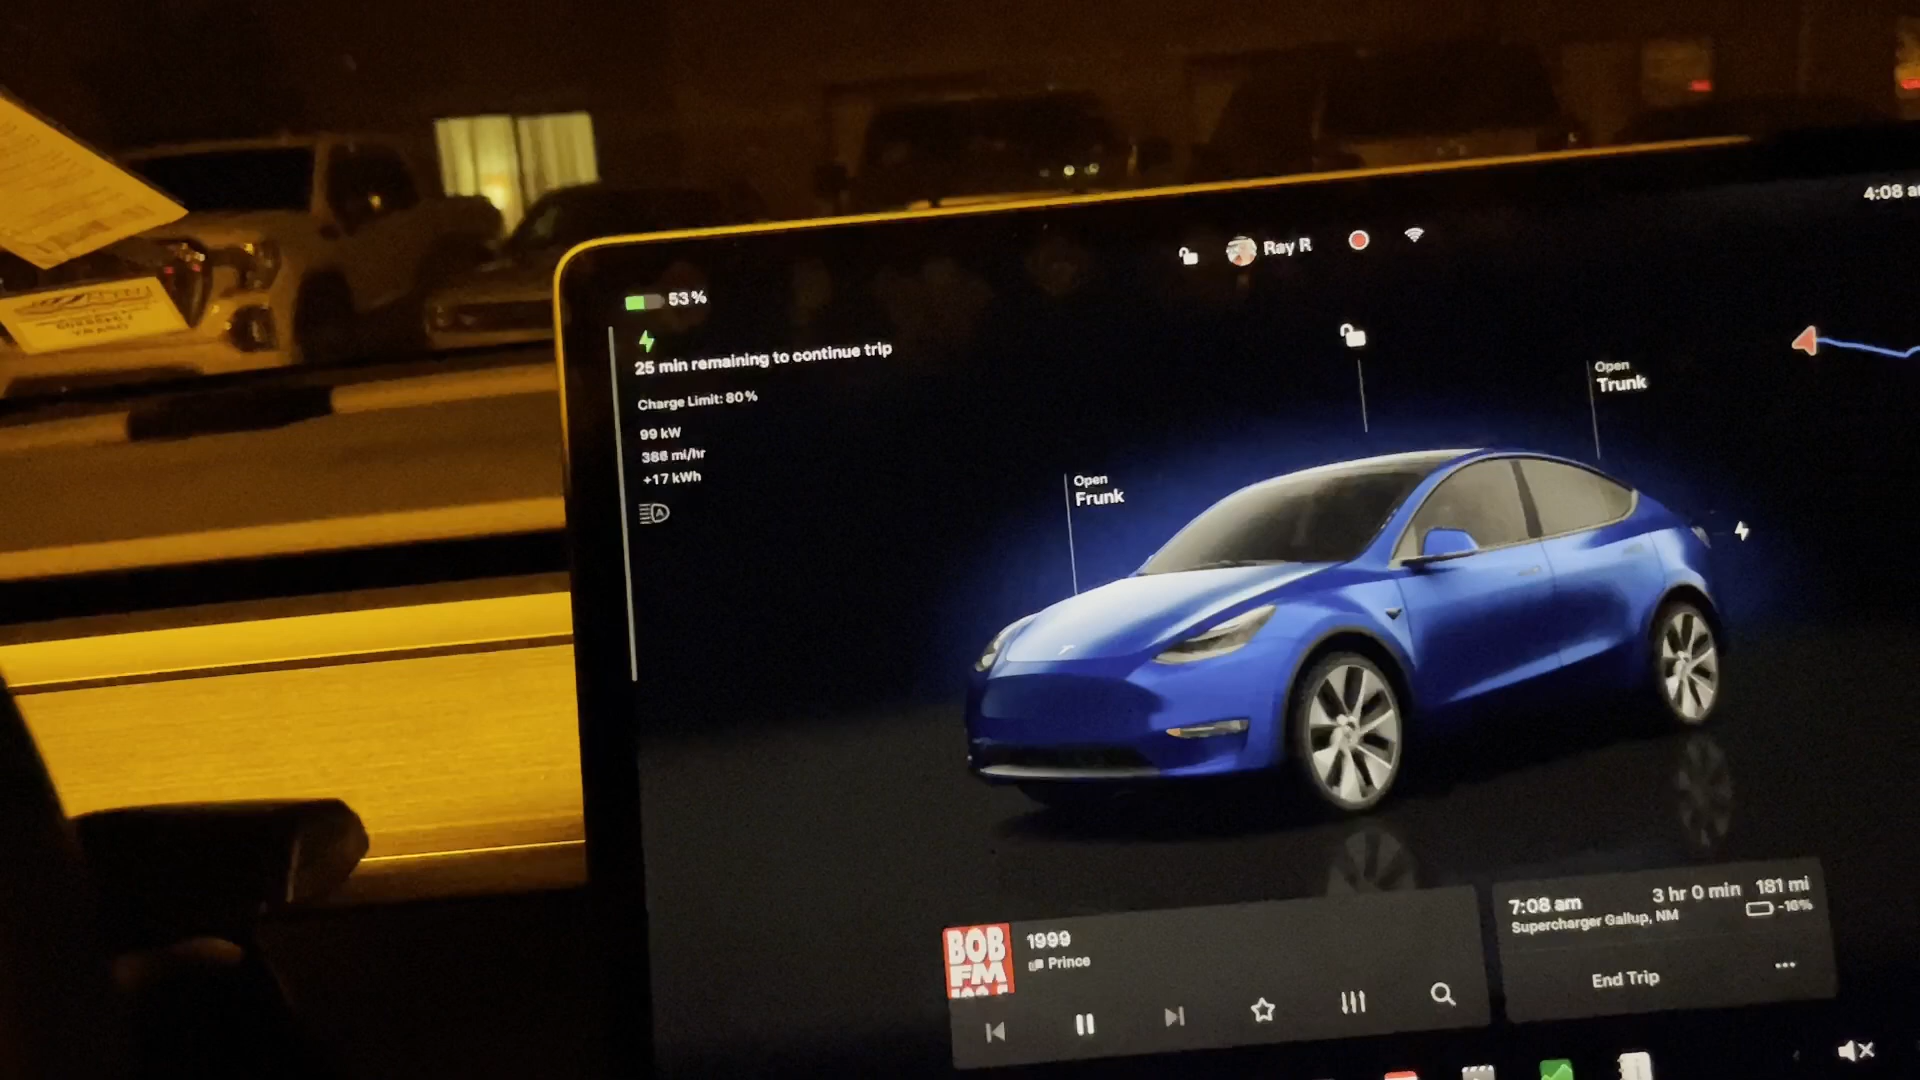 4:08 a
Ray R
53%
25 min remaining to continue trip
Charge Limit: 80%
99 kW
386 mi/hr
+17 kWh
A
Open
Trunk
Open
Frunk
BOB
FM
1999
Prince
7:08 am 3 hr 0 min 181 mi
Supercharger Gallup, NM -16%
End Trip